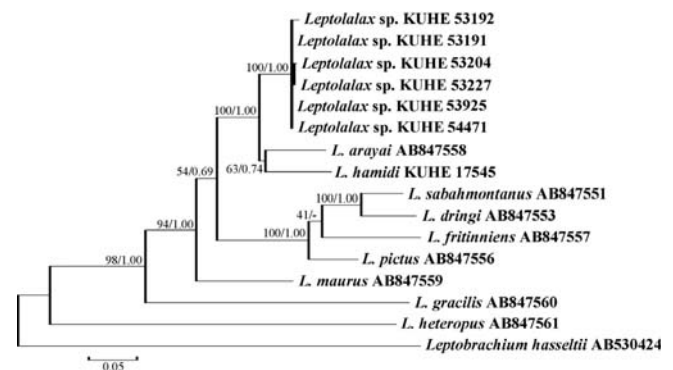 Leptolalax sp. KUHE 53192
Leptolalax sp. KUHE 53191
100/1.00
Leptolalax sp. KUHE 53204
Leptolalax sp. KUHE 53227
Leptolalax sp. KUHE 53925
100/1.00
Leptolalax sp. KUHE 54471
L. arayai AB847558
63/0.74
L. hamidi KUHE 17545
54/0.69
L. sabahmontanus AB847551
100/1.00
41/-
L. dringi AB847553
94/1.00
100/1.00
L. fritinniens AB847557
98/1.00
L. pictus AB847556
L. maurus AB847559
L. gracilis AB847560
L. heteropus AB847561
Leptobrachium hasseltii AB530424
0.05